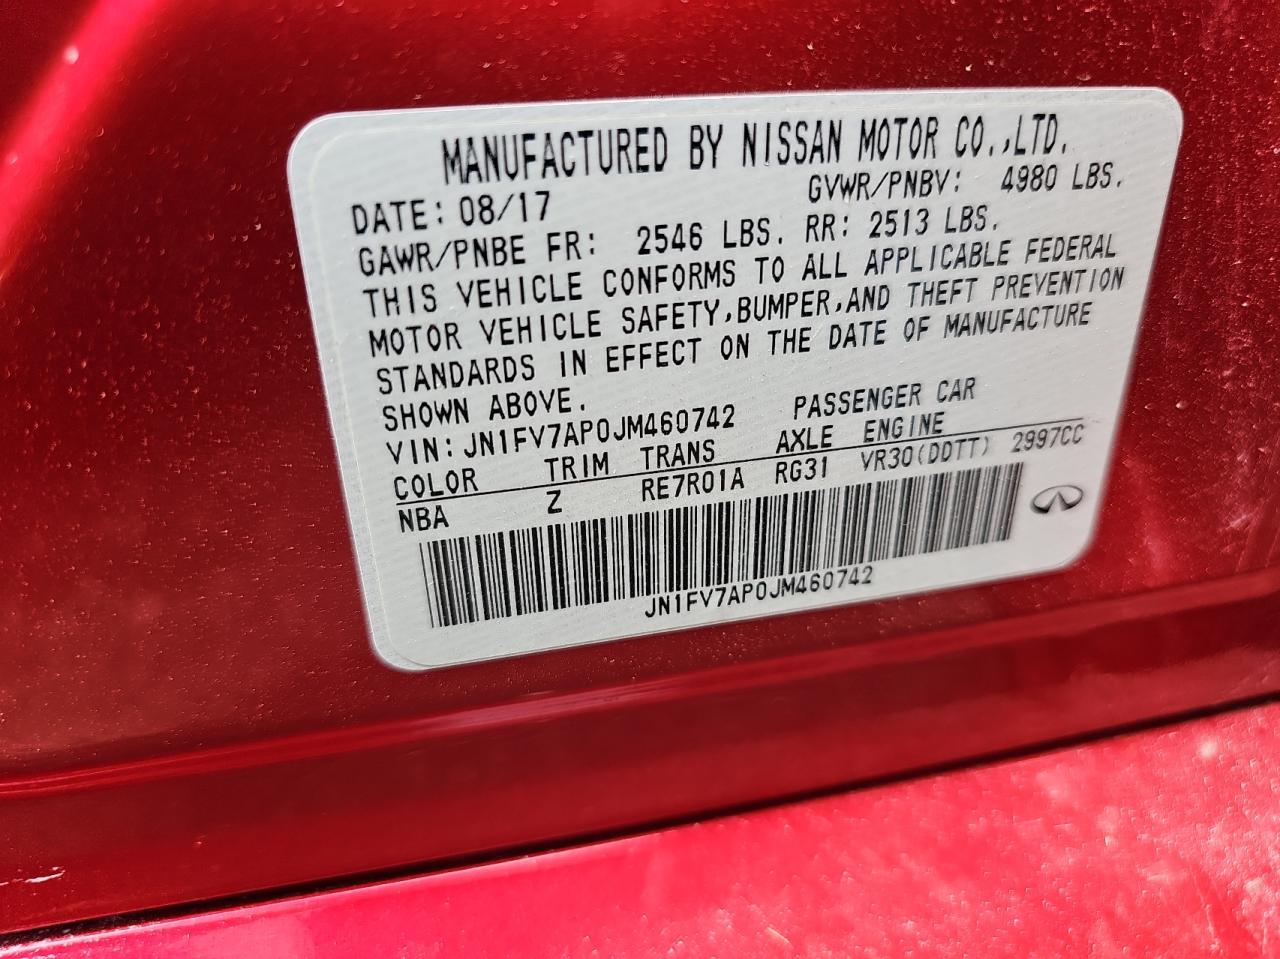 MANUFACTURED BY NISSAN MOTOR CO.,LTD.
DATE: 08/17 GVWR/PNBV: 4980 LBS.
GAWR/PNBE FR: 2546 LBS. RR: 2513 LBS.
THIS VEHICLE CONFORMS TO ALL APPLICABLE FEDERAL
MOTOR VEHICLE SAFETY,BUMPER,AND THEFT PREVENTION
STANDARDS IN EFFECT ON THE DATE OF MANUFACTURE
SHOWN ABOVE.
VIN: JN1FV7AP0JM460742 PASSENGER CAR
COLOR TRIM TRANS AXLE ENGINE
NBA Z RE7R01A RG31 VR30(DDTT) 2997CC
JN1FV7AP0JM460742